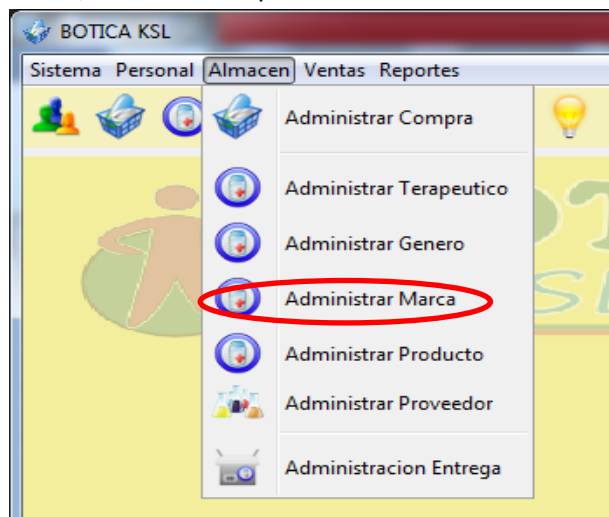 BOTICA KSL
Sistema Personal Almacen Ventas Reportes
Administrar Compra
Administrar Terapeutico
Administrar Genero
Administrar Marca
Administrar Producto
Administrar Proveedor
Administracion Entrega